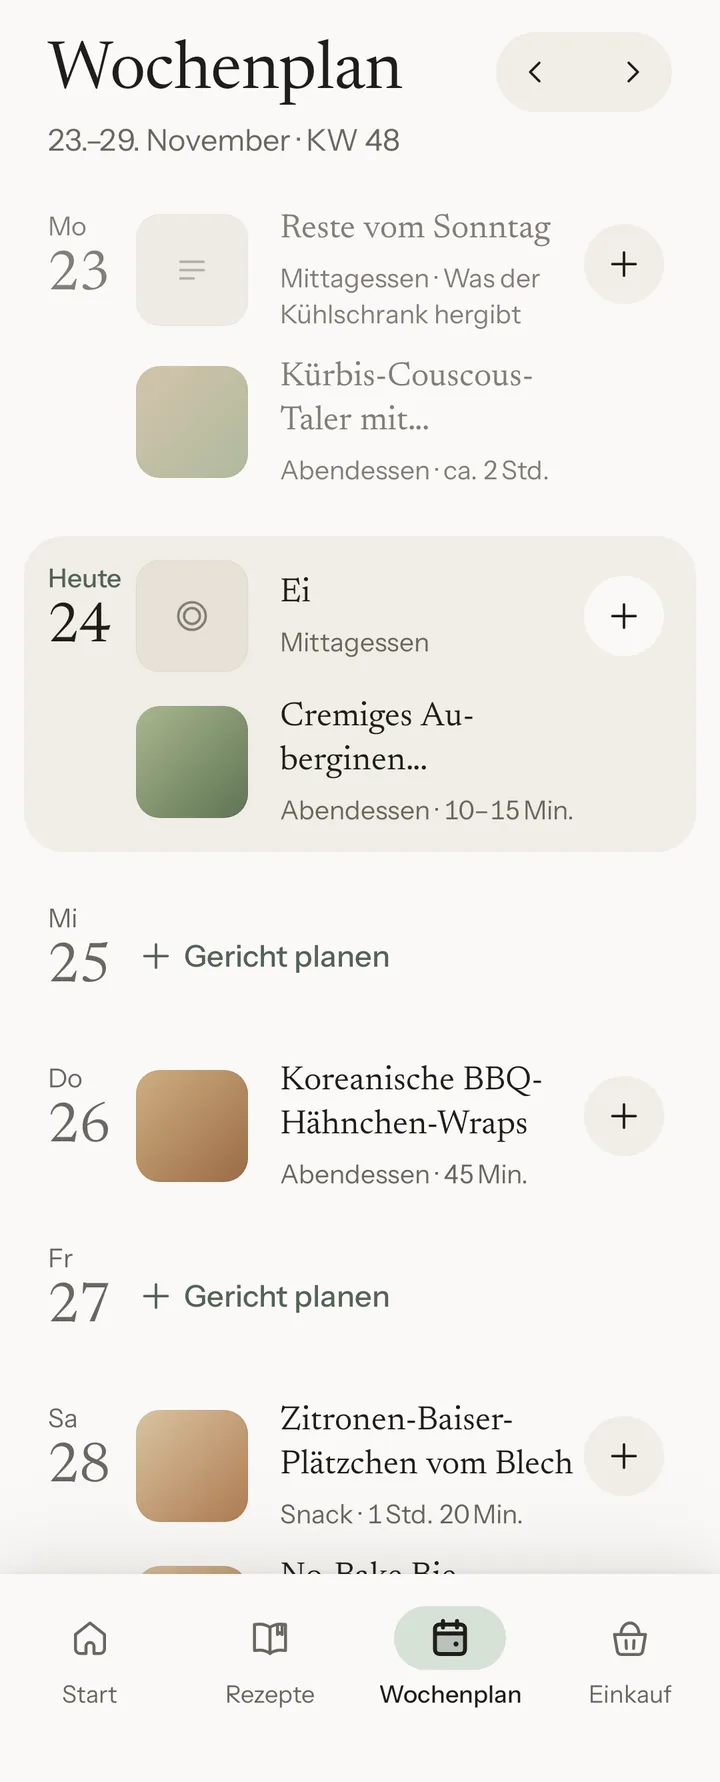 Wochenplan
23.–29. November · KW 48
Mo
23
Reste vom Sonntag
Mittagessen · Was der
Kühlschrank hergibt
Kürbis-Couscous-
Taler mit...
Abendessen · ca. 2 Std.
Heute
24
Ei
Mittagessen
Cremiges Au-
berginen...
Abendessen · 10–15 Min.
Mi
25
+ Gericht planen
Do
26
Koreanische BBQ-
Hähnchen-Wraps
Abendessen · 45 Min.
Fr
27
+ Gericht planen
Sa
28
Zitronen-Baiser-
Plätzchen vom Blech
Snack · 1 Std. 20 Min.
Start
Rezepte
Wochenplan
Einkauf